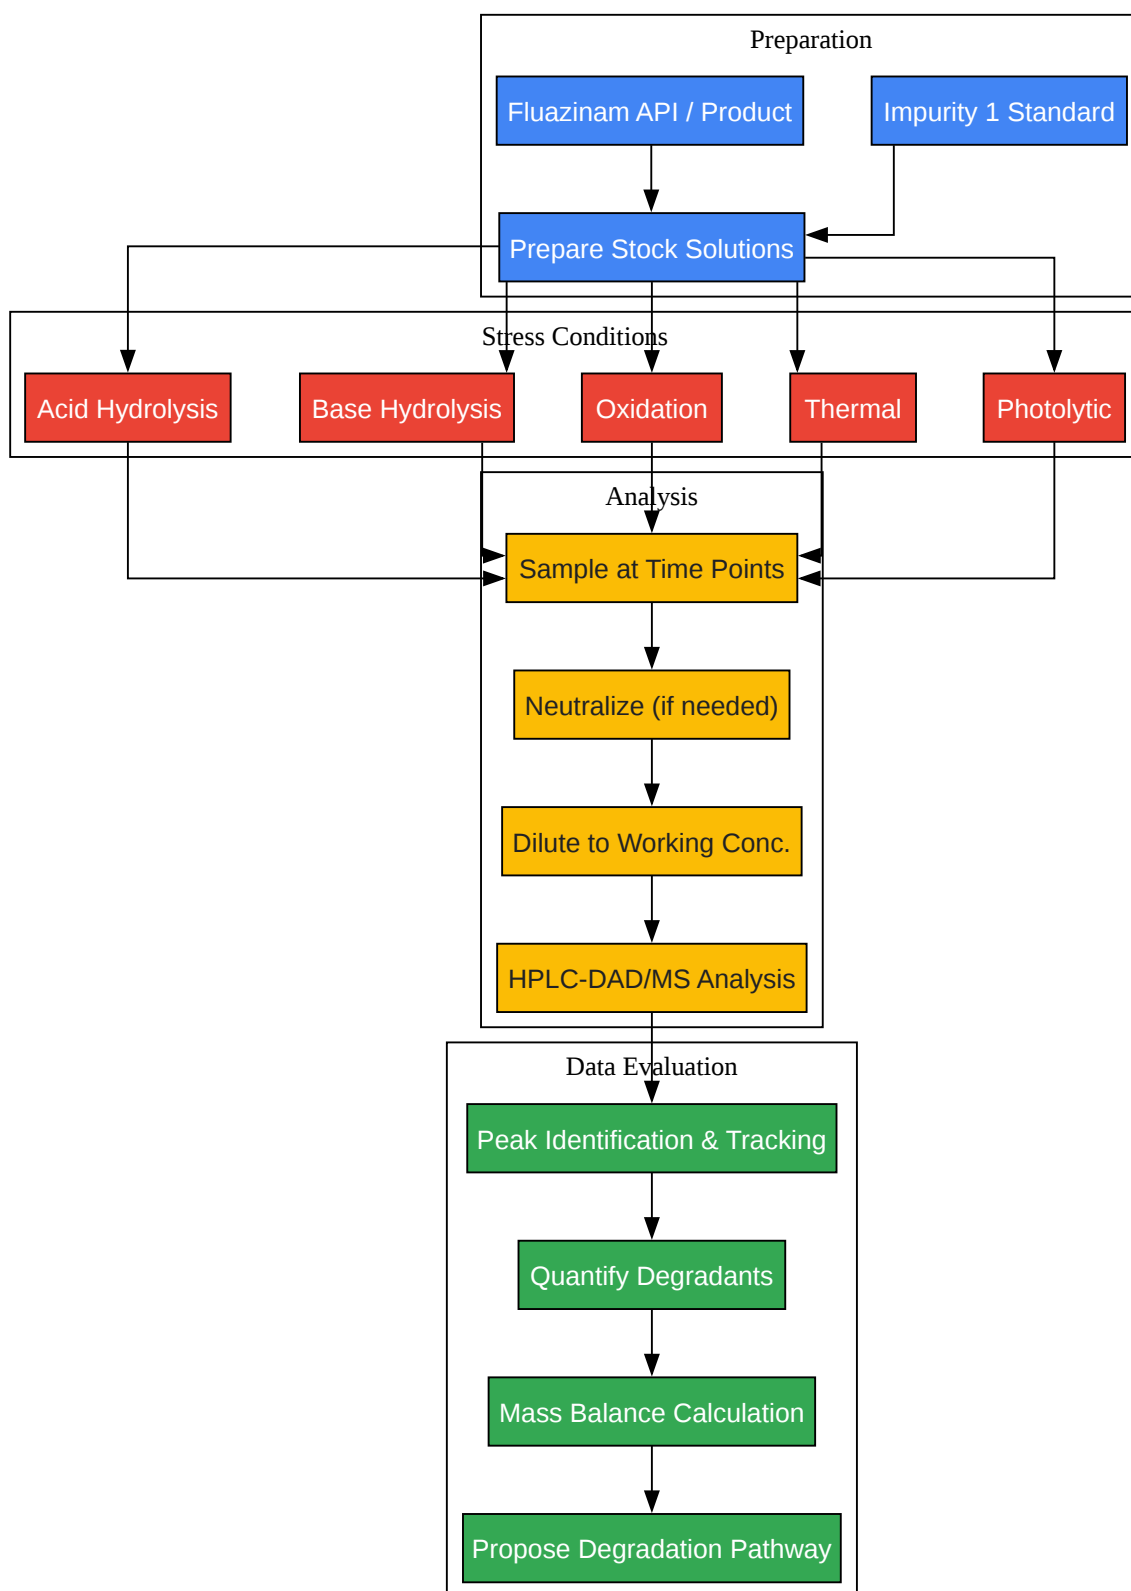 Preparation
Fluazinam API / Product
Impurity 1 Standard
Prepare Stock Solutions
Stress Conditions
Acid Hydrolysis
Base Hydrolysis
Oxidation
Thermal
Photolytic
Analysis
Sample at Time Points
Neutralize (if needed)
Dilute to Working Conc.
HPLC-DAD/MS Analysis
Data Evaluation
Peak Identification & Tracking
Quantify Degradants
Mass Balance Calculation
Propose Degradation Pathway